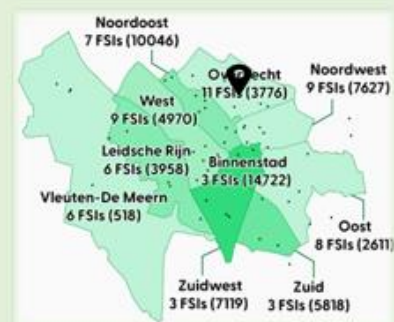 Noordoost
7 FSIs (10046)
Noordwest
9 FSIs (7627)
11 FSIs (3776)
West
9 FSIs (4970)
Leidsche Rijn
6 FSIs (3958)
Binnenstad
3 FSIs (14722)
Vleuten-De Meern
6 FSIs (518)
Oost
8 FSIs (2611)
Zuidwest
3 FSIs (7119)
Zuid
3 FSIs (5818)